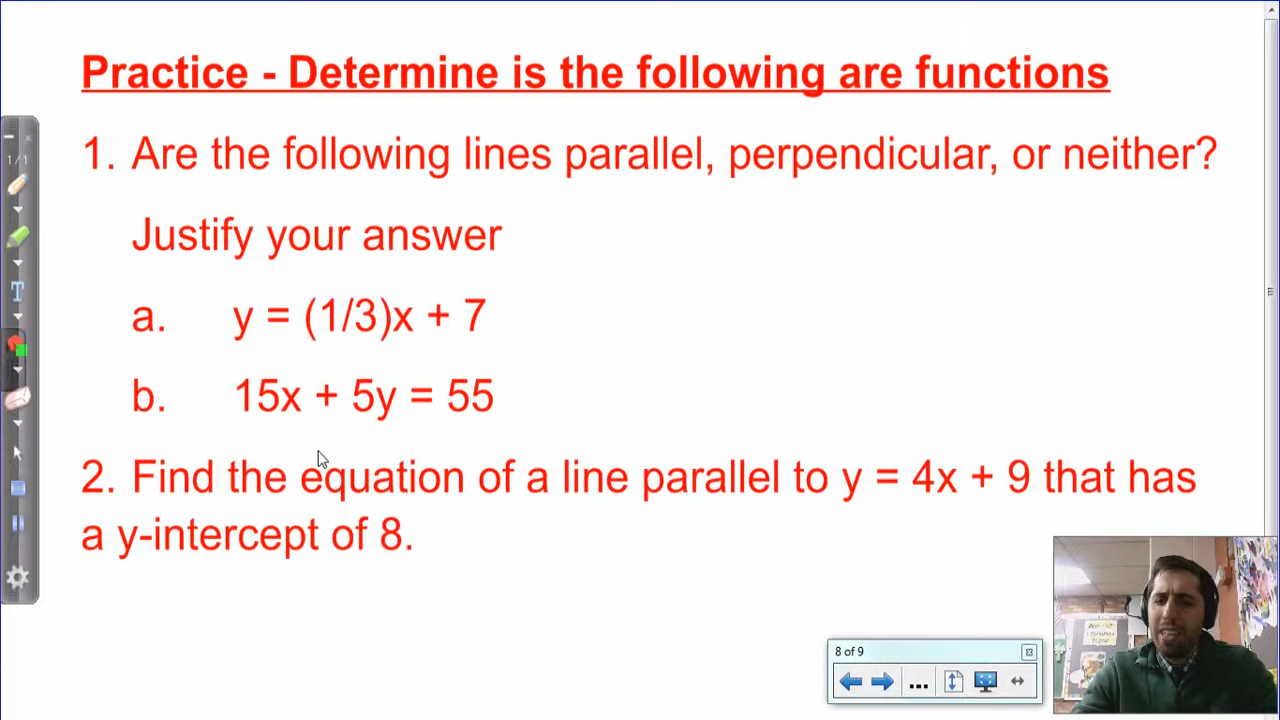 Practice - Determine is the following are functions
1. Are the following lines parallel, perpendicular, or neither?
Justify your answer
a. y = (1/3)x + 7
b. 15x + 5y = 55
2. Find the equation of a line parallel to y = 4x + 9 that has
a y-intercept of 8.
1/1
T
8 of 9
...